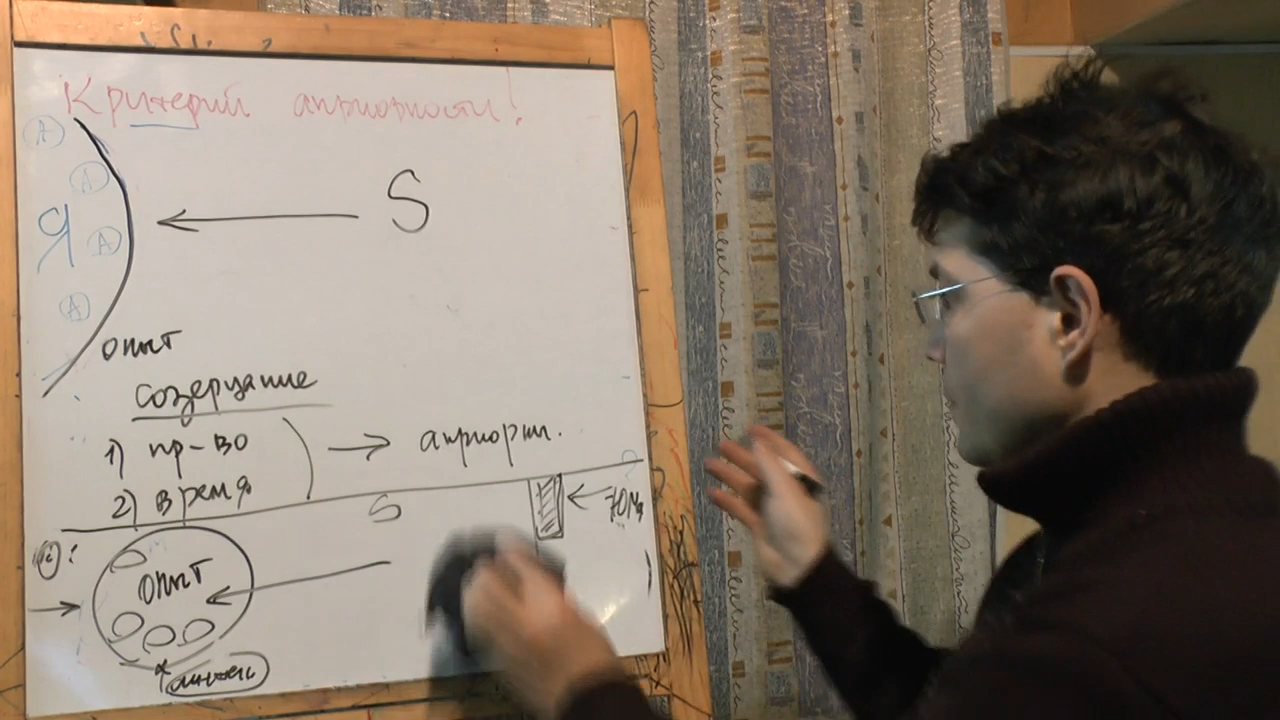 Критерий априорности!
А
А
Я
А
А
S
опыт
созерцание
1) пр-во
2) время
априорн.
S
опыт